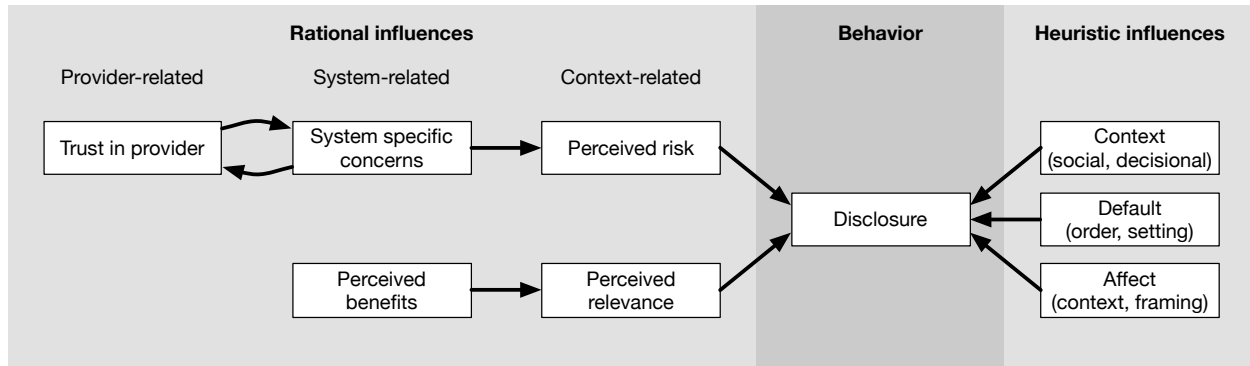 Rational influences
Behavior
Heuristic influences
Provider-related
System-related
Context-related
Trust in provider
System specific
concerns
Perceived risk
Context
(social, decisional)
Disclosure
Default
(order, setting)
Perceived
benefits
Perceived
relevance
Affect
(context, framing)